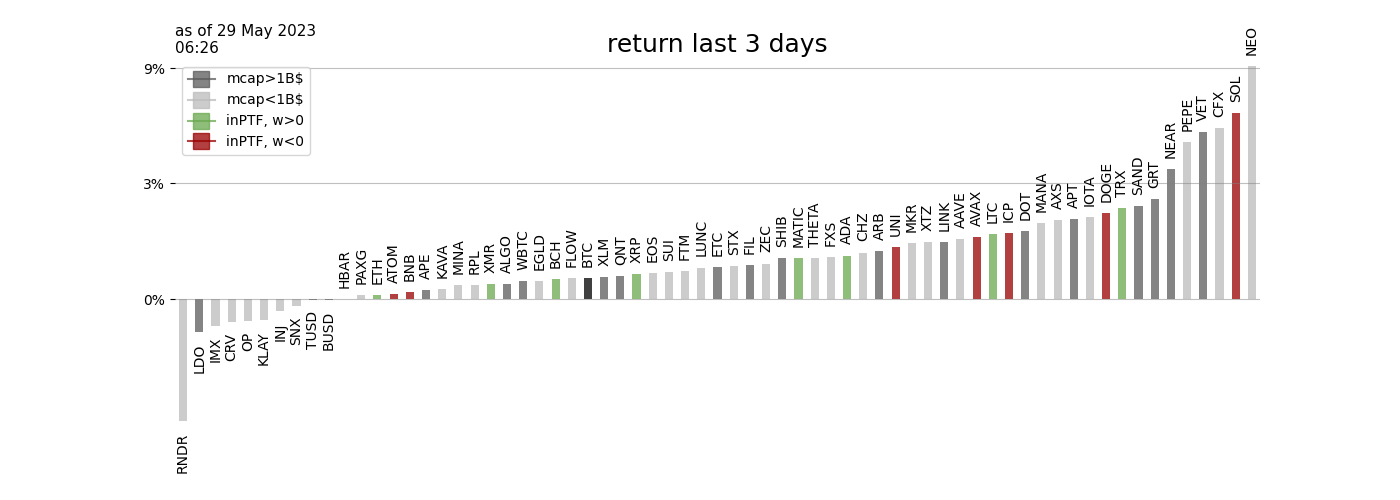 as of 29 May 2023
06:26
return last 3 days
9%
3%
0%
mcap>1B$
mcap<1B$
inPTF, w>0
inPTF, w<0
RNDR
LDO
IMX
CRV
OP
KLAY
INJ
SNX
TUSD
BUSD
HBAR
PAXG
ETH
ATOM
BNB
APE
KAVA
MINA
RPL
XMR
ALGO
WBTC
EGLD
BCH
FLOW
BTC
XLM
QNT
XRP
EOS
SUI
FTM
LUNC
ETC
STX
FIL
ZEC
SHIB
MATIC
THETA
FXS
ADA
CHZ
ARB
UNI
MKR
XTZ
LINK
AAVE
AVAX
LTC
ICP
DOT
MANA
AXS
APT
IOTA
DOGE
TRX
SAND
GRT
NEAR
PEPE
VET
CFX
SOL
NEO